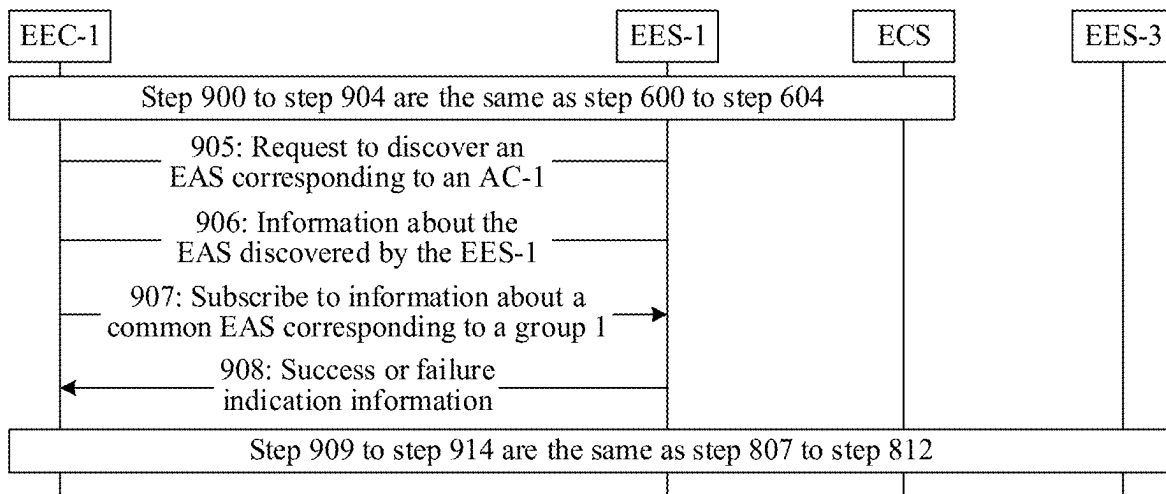 EEC-1
EES-1
ECS
EES-3
Step 900 to step 904 are the same as step 600 to step 604
905: Request to discover an
EAS corresponding to an AC-1
906: Information about the
EAS discovered by the EES-1
907: Subscribe to information about a
common EAS corresponding to a group 1
908: Success or failure
indication information
Step 909 to step 914 are the same as step 807 to step 812